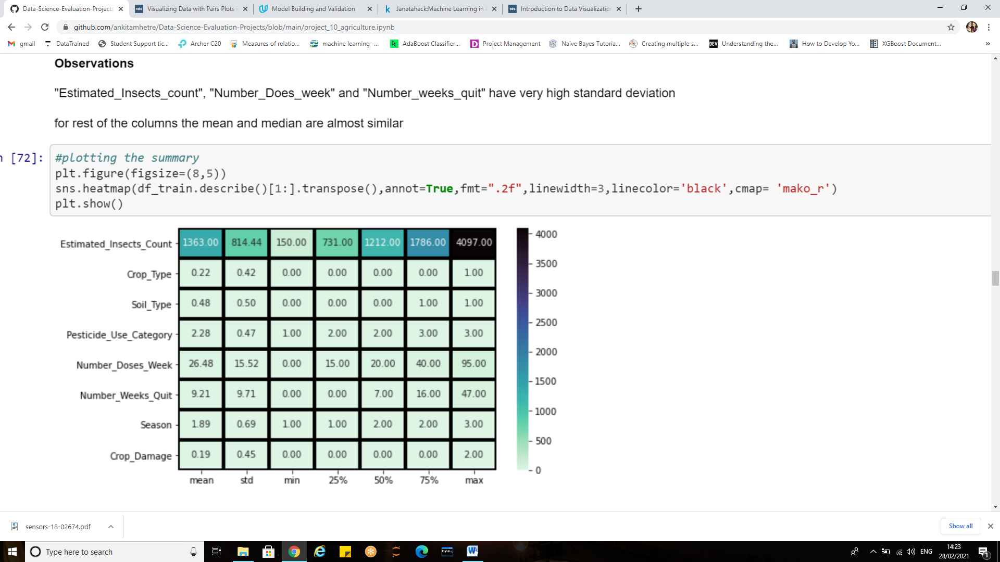 Data-Science-Evaluation-Projects
Visualizing Data with Pairs Plots
Model Building and Validation
Janatahack:Machine Learning in
Introduction to Data Visualization
github.com/ankitamhetre/Data-Science-Evaluation-Projects/blob/main/project_10_agriculture.ipynb
gmail
DataTrained
Student Support tic...
Archer C20
Measures of relatio...
machine learning -...
AdaBoost Classifier...
Project Management
Naive Bayes Tutoria...
Creating multiple s...
DEV Understanding the...
How to Develop Yo...
XGBoost Document...
»
Observations
"Estimated_Insects_count", "Number_Does_week" and "Number_weeks_quit" have very high standard deviation
for rest of the columns the mean and median are almost similar
n [72]:
#plotting the summary
plt.figure(figsize=(8,5))
sns.heatmap(df_train.describe()[1:].transpose(),annot=True,fmt=".2f",linewidth=3,linecolor='black',cmap= 'mako_r')
plt.show()
Estimated_Insects_Count 1363.00 814.44 150.00 731.00 1212.00 1786.00 4097.00
Crop_Type 0.22 0.42 0.00 0.00 0.00 0.00 1.00
Soil_Type 0.48 0.50 0.00 0.00 0.00 1.00 1.00
Pesticide_Use_Category 2.28 0.47 1.00 2.00 2.00 3.00 3.00
Number_Doses_Week 26.48 15.52 0.00 15.00 20.00 40.00 95.00
Number_Weeks_Quit 9.21 9.71 0.00 0.00 7.00 16.00 47.00
Season 1.89 0.69 1.00 1.00 2.00 2.00 3.00
Crop_Damage 0.19 0.45 0.00 0.00 0.00 0.00 2.00
mean std min 25% 50% 75% max
4000
3500
3000
2500
2000
1500
1000
500
0
sensors-18-02674.pdf
Show all
Type here to search
ENG
14:23
28/02/2021
1